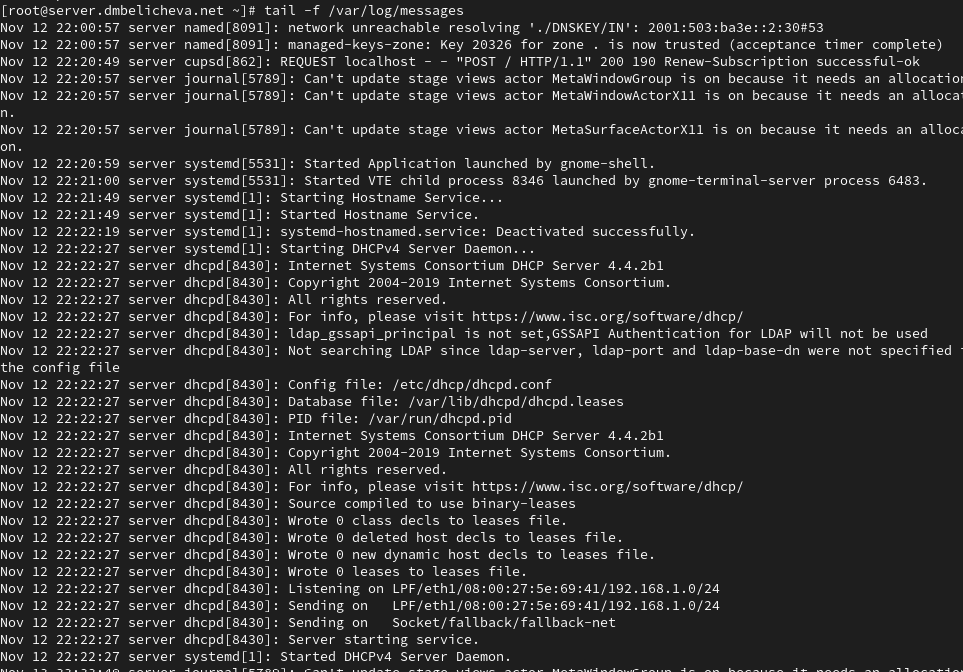 [root@server.dmbelicheva.net ~]# tail -f /var/log/messages
Nov 12 22:00:57 server named[8091]: network unreachable resolving './DNSKEY/IN': 2001:503:ba3e::2:30#53
Nov 12 22:00:57 server named[8091]: managed-keys-zone: Key 20326 for zone . is now trusted (acceptance timer complete)
Nov 12 22:20:49 server cupsd[862]: REQUEST localhost - - "POST / HTTP/1.1" 200 190 Renew-Subscription successful-ok
Nov 12 22:20:57 server journal[5789]: Can't update stage views actor MetaWindowGroup is on because it needs an allocation
Nov 12 22:20:57 server journal[5789]: Can't update stage views actor MetaWindowActorX11 is on because it needs an allocat
n.
Nov 12 22:20:57 server journal[5789]: Can't update stage views actor MetaSurfaceActorX11 is on because it needs an alloca
on.
Nov 12 22:20:59 server systemd[5531]: Started Application launched by gnome-shell.
Nov 12 22:21:00 server systemd[5531]: Started VTE child process 8346 launched by gnome-terminal-server process 6483.
Nov 12 22:21:49 server systemd[1]: Starting Hostname Service...
Nov 12 22:21:49 server systemd[1]: Started Hostname Service.
Nov 12 22:22:19 server systemd[1]: systemd-hostnamed.service: Deactivated successfully.
Nov 12 22:22:27 server systemd[1]: Starting DHCPv4 Server Daemon...
Nov 12 22:22:27 server dhcpd[8430]: Internet Systems Consortium DHCP Server 4.4.2b1
Nov 12 22:22:27 server dhcpd[8430]: Copyright 2004-2019 Internet Systems Consortium.
Nov 12 22:22:27 server dhcpd[8430]: All rights reserved.
Nov 12 22:22:27 server dhcpd[8430]: For info, please visit https://www.isc.org/software/dhcp/
Nov 12 22:22:27 server dhcpd[8430]: ldap_gssapi_principal is not set,GSSAPI Authentication for LDAP will not be used
Nov 12 22:22:27 server dhcpd[8430]: Not searching LDAP since ldap-server, ldap-port and ldap-base-dn were not specified
the config file
Nov 12 22:22:27 server dhcpd[8430]: Config file: /etc/dhcp/dhcpd.conf
Nov 12 22:22:27 server dhcpd[8430]: Database file: /var/lib/dhcpd/dhcpd.leases
Nov 12 22:22:27 server dhcpd[8430]: PID file: /var/run/dhcpd.pid
Nov 12 22:22:27 server dhcpd[8430]: Internet Systems Consortium DHCP Server 4.4.2b1
Nov 12 22:22:27 server dhcpd[8430]: Copyright 2004-2019 Internet Systems Consortium.
Nov 12 22:22:27 server dhcpd[8430]: All rights reserved.
Nov 12 22:22:27 server dhcpd[8430]: For info, please visit https://www.isc.org/software/dhcp/
Nov 12 22:22:27 server dhcpd[8430]: Source compiled to use binary-leases
Nov 12 22:22:27 server dhcpd[8430]: Wrote 0 class decls to leases file.
Nov 12 22:22:27 server dhcpd[8430]: Wrote 0 deleted host decls to leases file.
Nov 12 22:22:27 server dhcpd[8430]: Wrote 0 new dynamic host decls to leases file.
Nov 12 22:22:27 server dhcpd[8430]: Wrote 0 leases to leases file.
Nov 12 22:22:27 server dhcpd[8430]: Listening on LPF/eth1/08:00:27:5e:69:41/192.168.1.0/24
Nov 12 22:22:27 server dhcpd[8430]: Sending on   LPF/eth1/08:00:27:5e:69:41/192.168.1.0/24
Nov 12 22:22:27 server dhcpd[8430]: Sending on   Socket/fallback/fallback-net
Nov 12 22:22:27 server dhcpd[8430]: Server starting service.
Nov 12 22:22:27 server systemd[1]: Started DHCPv4 Server Daemon.